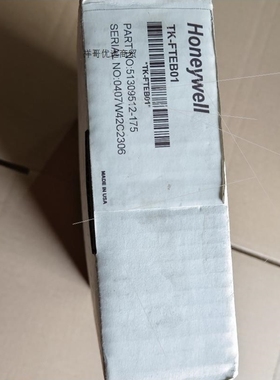 Honeywell
TK-FTEB01
*TK-FTEB01*
PART NO:51309512-175
SERIAL NO:0407W42C2306
MADE IN USA